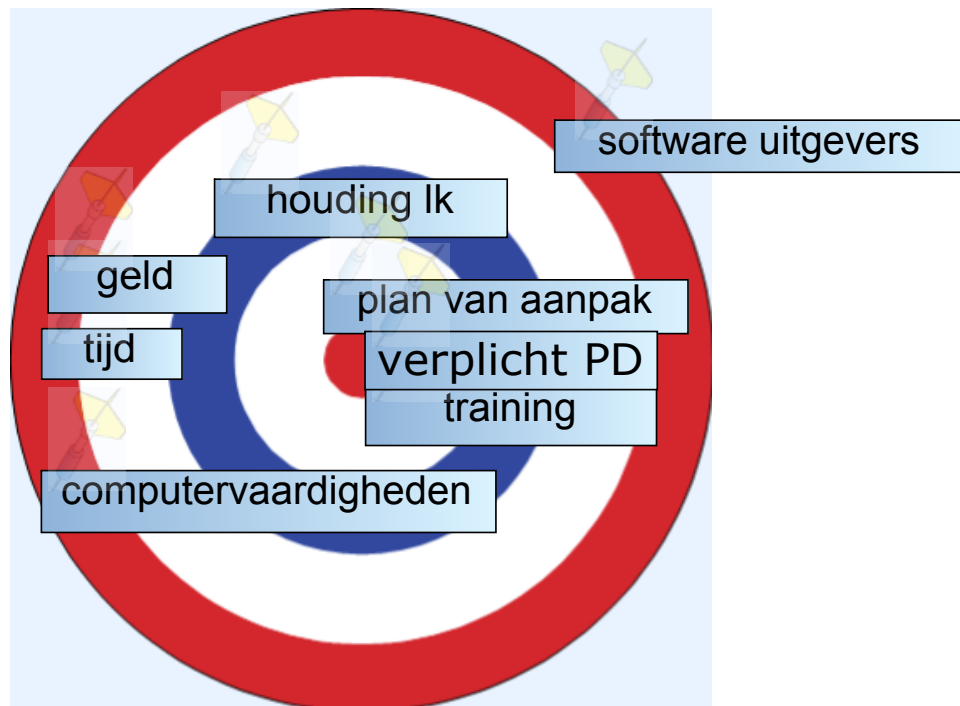 software uitgevers
houding lk
geld
plan van aanpak
tijd
verplicht PD
training
computervaardigheden